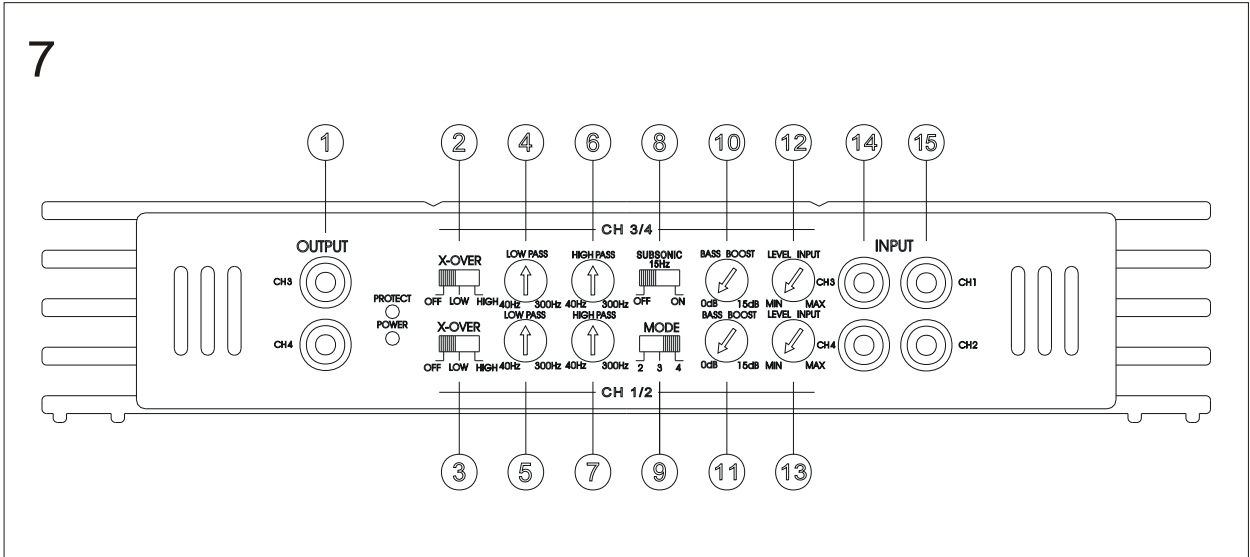 7
1 2 4 6 8 10 12 14 15
CH 3/4
OUTPUT
INPUT
X-OVER
LOW PASS
HIGH PASS
SUBSONIC
15Hz
BASS BOOST
LEVEL INPUT
CH3
CH3
CH1
OFF LOW HIGH
40Hz 300Hz
40Hz 300Hz
OFF ON
0dB 15dB
MIN MAX
PROTECT
POWER
X-OVER
LOW PASS
HIGH PASS
MODE
BASS BOOST
LEVEL INPUT
CH4
CH4
CH2
OFF LOW HIGH
40Hz 300Hz
40Hz 300Hz
2 3 4
0dB 15dB
MIN MAX
CH 1/2
3 5 7 9 11 13